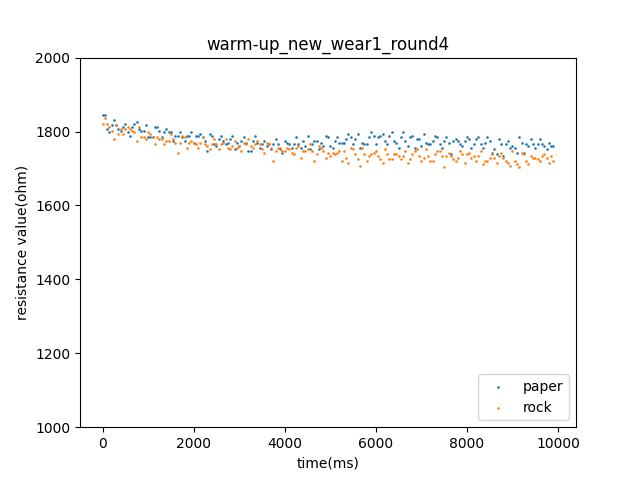 warm-up_new_wear1_round4
resistance value(ohm)
2000
1800
1600
1400
1200
1000
0 2000 4000 6000 8000 10000
time(ms)
paper
rock